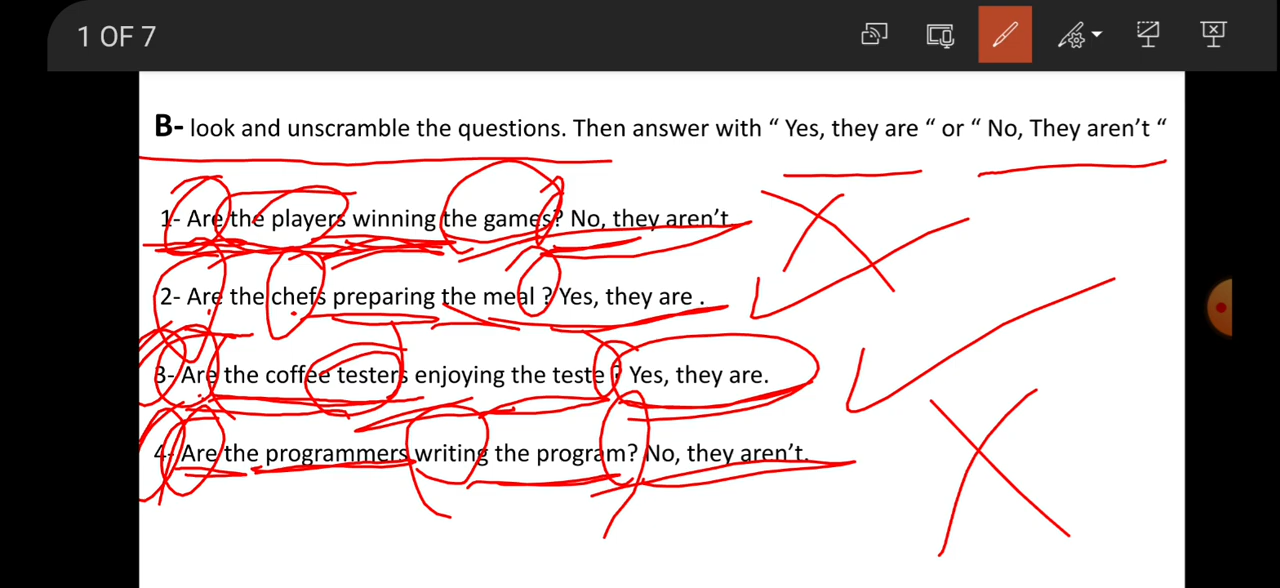 1 OF 7
B- look and unscramble the questions. Then answer with “ Yes, they are “ or “ No, They aren’t “
1- Are the players winning the games? No, they aren’t
2- Are the chefs preparing the meal ? Yes, they are .
3- Are the coffee testers enjoying the teste ? Yes, they are.
4- Are the programmers writing the program? No, they aren’t.